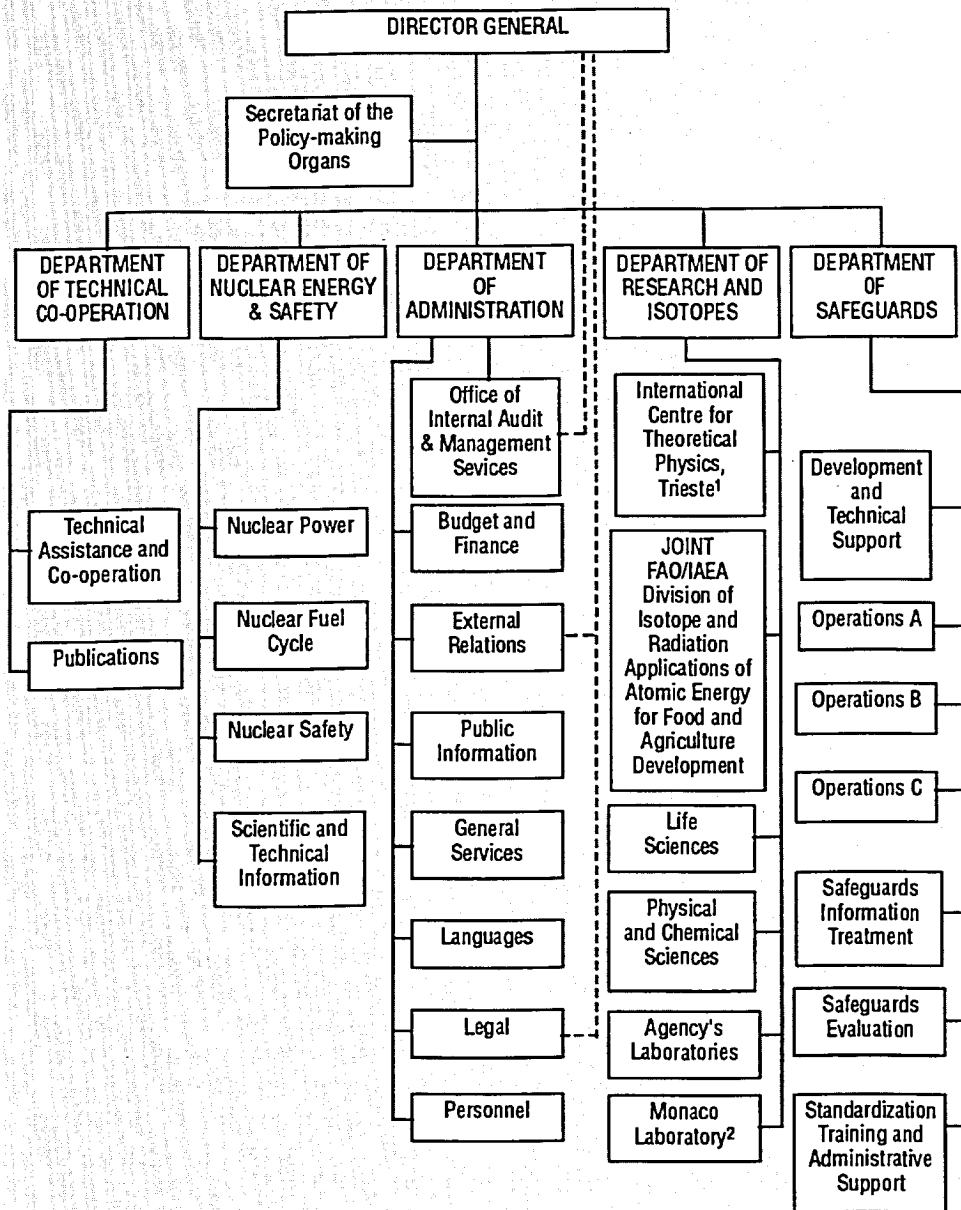 DIRECTOR GENERAL
Secretariat of the
Policy-making
Organs
DEPARTMENT
OF TECHNICAL
CO-OPERATION
DEPARTMENT OF
NUCLEAR ENERGY
& SAFETY
DEPARTMENT
OF
ADMINISTRATION
DEPARTMENT OF
RESEARCH AND
ISOTOPES
DEPARTMENT
OF
SAFEGUARDS
Technical
Assistance and
Co-operation
Publications
Nuclear Power
Nuclear Fuel
Cycle
Nuclear Safety
Scientific and
Technical
Information
Office of
Internal Audit
& Management
Sevices
Budget and
Finance
External
Relations
Public
Information
General
Services
Languages
Legal
Personnel
International
Centre for
Theoretical
Physics,
Trieste¹
JOINT
FAO/IAEA
Division of
Isotope and
Radiation
Applications of
Atomic Energy
for Food and
Agriculture
Development
Life
Sciences
Physical
and Chemical
Sciences
Agency's
Laboratories
Monaco
Laboratory²
Development
and
Technical
Support
Operations A
Operations B
Operations C
Safeguards
Information
Treatment
Safeguards
Evaluation
Standardization
Training and
Administrative
Support